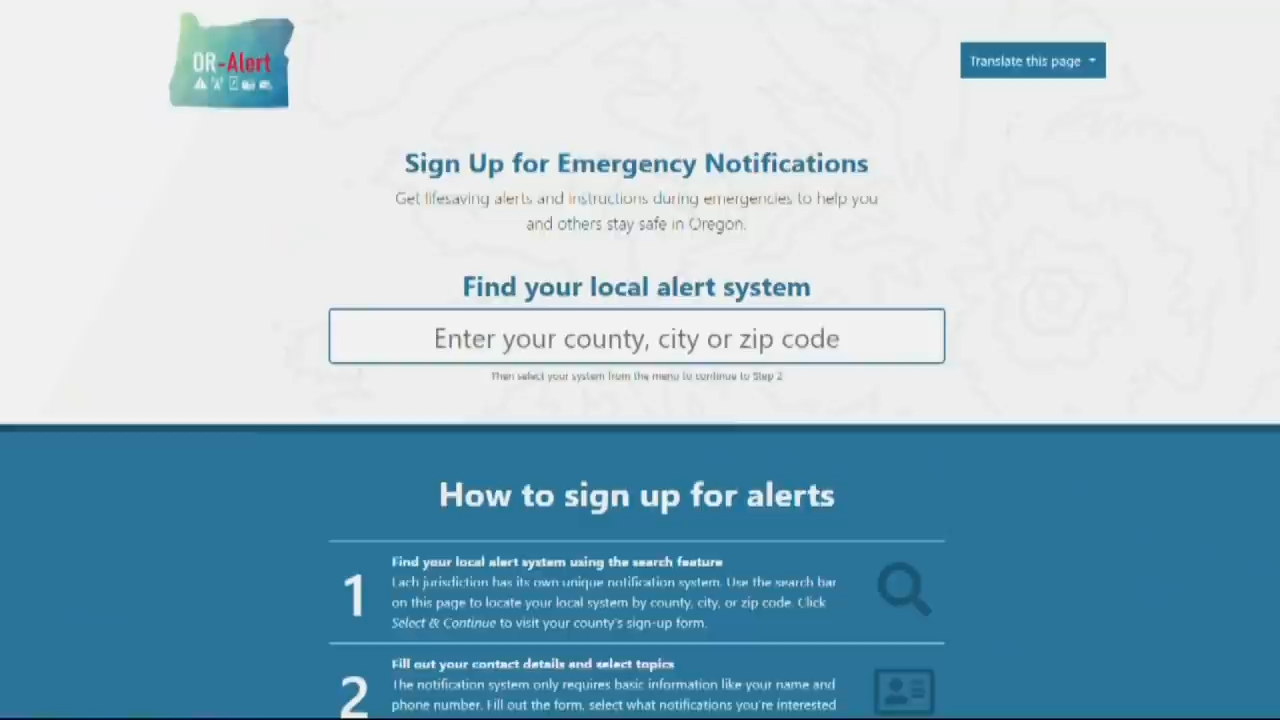 OR-Alert
Translate this page
Sign Up for Emergency Notifications
Get lifesaving alerts and instructions during emergencies to help you
and others stay safe in Oregon.
Find your local alert system
Enter your county, city or zip code
Then select your system from the menu to continue to Step 2
How to sign up for alerts
1
Find your local alert system using the search feature
Each jurisdiction has its own unique notification system. Use the search bar
on this page to locate your local system by county, city, or zip code. Click
Select & Continue to visit your county's sign-up form.
2
Fill out your contact details and select topics
The notification system only requires basic information like your name and
phone number. Fill out the form, select what notifications you're interested